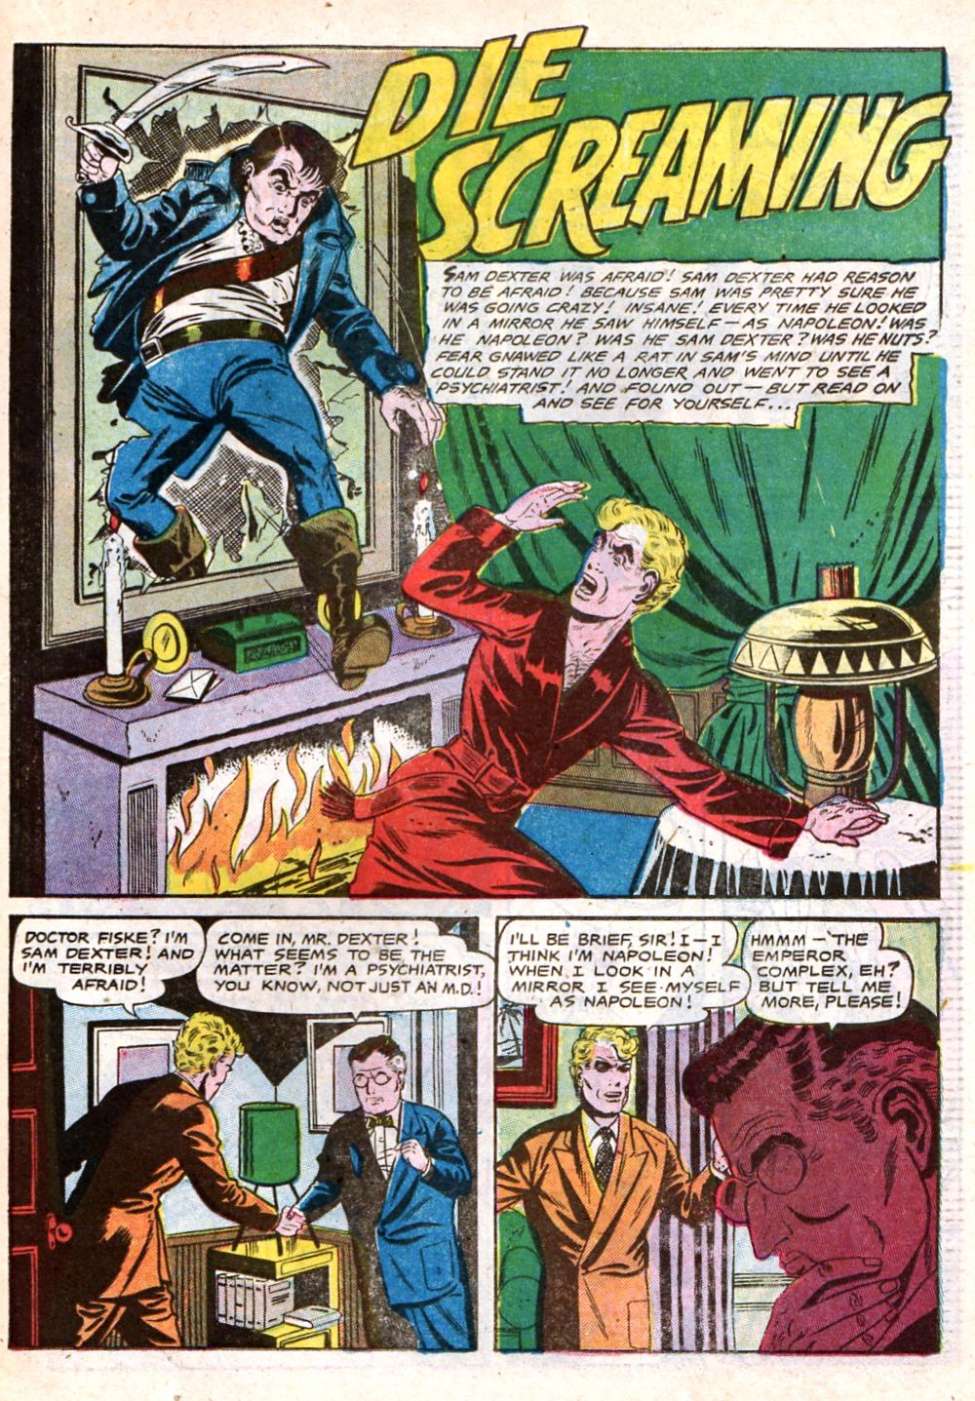 DIE
SCREAMING
SAM DEXTER WAS AFRAID! SAM DEXTER HAD REASON
TO BE AFRAID! BECAUSE SAM WAS PRETTY SURE HE
WAS GOING CRAZY! INSANE! EVERY TIME HE LOOKED
IN A MIRROR HE SAW HIMSELF—AS NAPOLEON! WAS
HE NAPOLEON? WAS HE SAM DEXTER? WAS HE NUTS?
FEAR GNAWED LIKE A RAT IN SAM'S MIND UNTIL HE
COULD STAND IT NO LONGER AND WENT TO SEE A
PSYCHIATRIST! AND FOUND OUT—BUT READ ON
AND SEE FOR YOURSELF...
DOCTOR FISKE? I'M
SAM DEXTER! AND
I'M TERRIBLY
AFRAID!
COME IN, MR. DEXTER!
WHAT SEEMS TO BE THE
MATTER? I'M A PSYCHIATRIST,
YOU KNOW, NOT JUST AN M.D.!
I'LL BE BRIEF, SIR! I—I
THINK I'M NAPOLEON!
WHEN I LOOK IN A
MIRROR I SEE MYSELF
AS NAPOLEON!
HMMM—THE
EMPEROR
COMPLEX, EH?
BUT TELL ME
MORE, PLEASE!